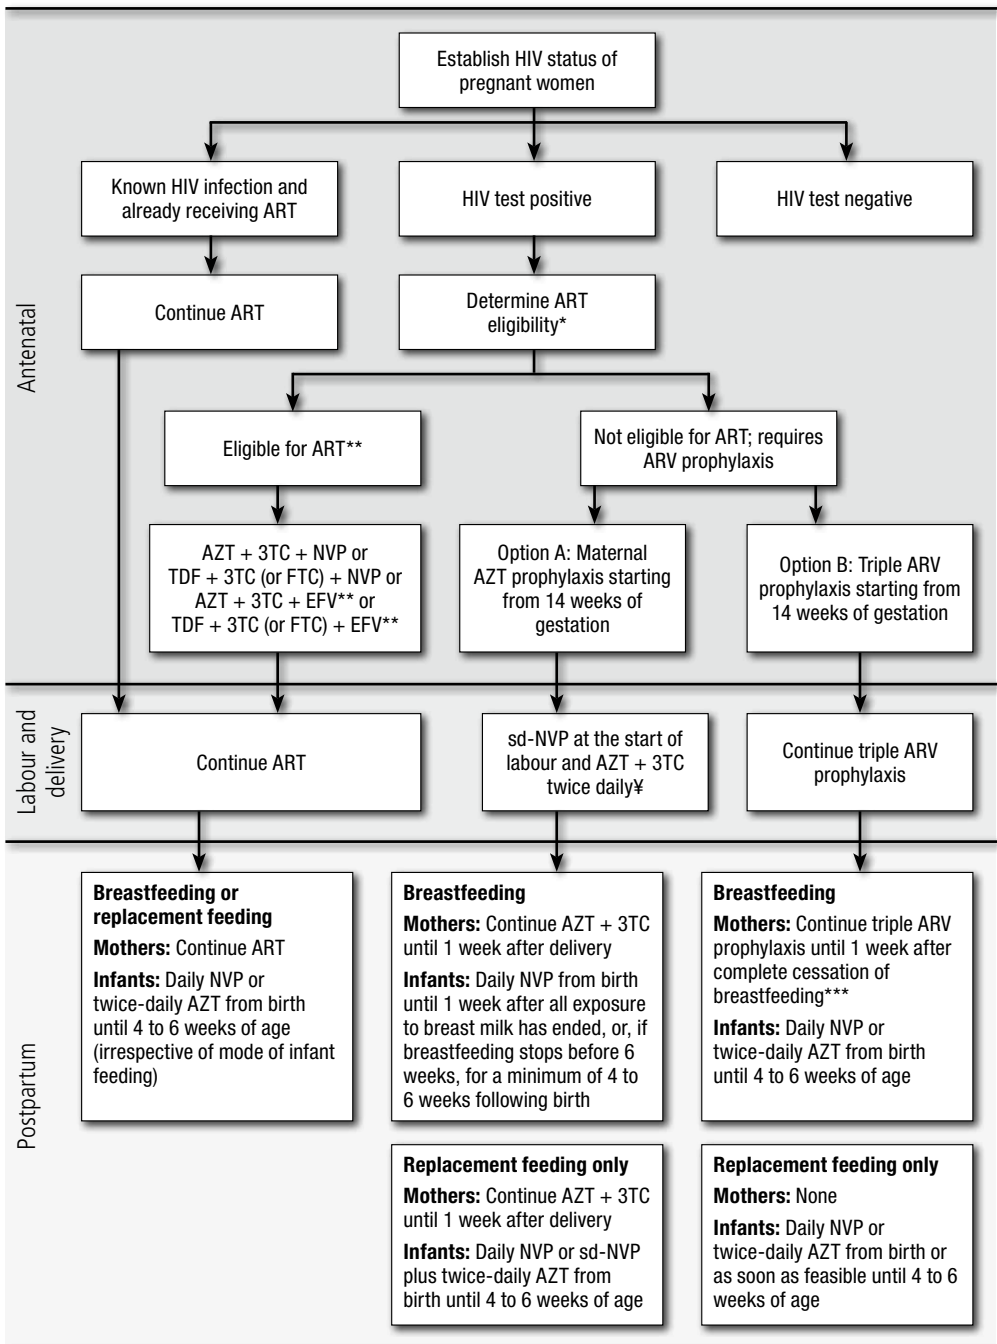 Establish HIV status of
pregnant women
Known HIV infection and
already receiving ART
HIV test positive
HIV test negative
Antenatal
Continue ART
Determine ART
eligibility*
Eligible for ART**
Not eligible for ART; requires
ARV prophylaxis
AZT + 3TC + NVP or
TDF + 3TC (or FTC) + NVP or
AZT + 3TC + EFV** or
TDF + 3TC (or FTC) + EFV**
Option A: Maternal
AZT prophylaxis starting
from 14 weeks of
gestation
Option B: Triple ARV
prophylaxis starting from
14 weeks of gestation
Labour and
delivery
Continue ART
sd-NVP at the start of
labour and AZT + 3TC
twice daily¥
Continue triple ARV
prophylaxis
Postpartum
Breastfeeding or
replacement feeding
Mothers: Continue ART
Infants: Daily NVP or
twice-daily AZT from birth
until 4 to 6 weeks of age
(irrespective of mode of infant
feeding)
Breastfeeding
Mothers: Continue AZT + 3TC
until 1 week after delivery
Infants: Daily NVP from birth
until 1 week after all exposure
to breast milk has ended, or, if
breastfeeding stops before 6
weeks, for a minimum of 4 to
6 weeks following birth
Breastfeeding
Mothers: Continue triple ARV
prophylaxis until 1 week after
complete cessation of
breastfeeding***
Infants: Daily NVP or
twice-daily AZT from birth
until 4 to 6 weeks of age
Replacement feeding only
Mothers: Continue AZT + 3TC
until 1 week after delivery
Infants: Daily NVP or sd-NVP
plus twice-daily AZT from
birth until 4 to 6 weeks of age
Replacement feeding only
Mothers: None
Infants: Daily NVP or
twice-daily AZT from birth or
as soon as feasible until 4 to 6
weeks of age